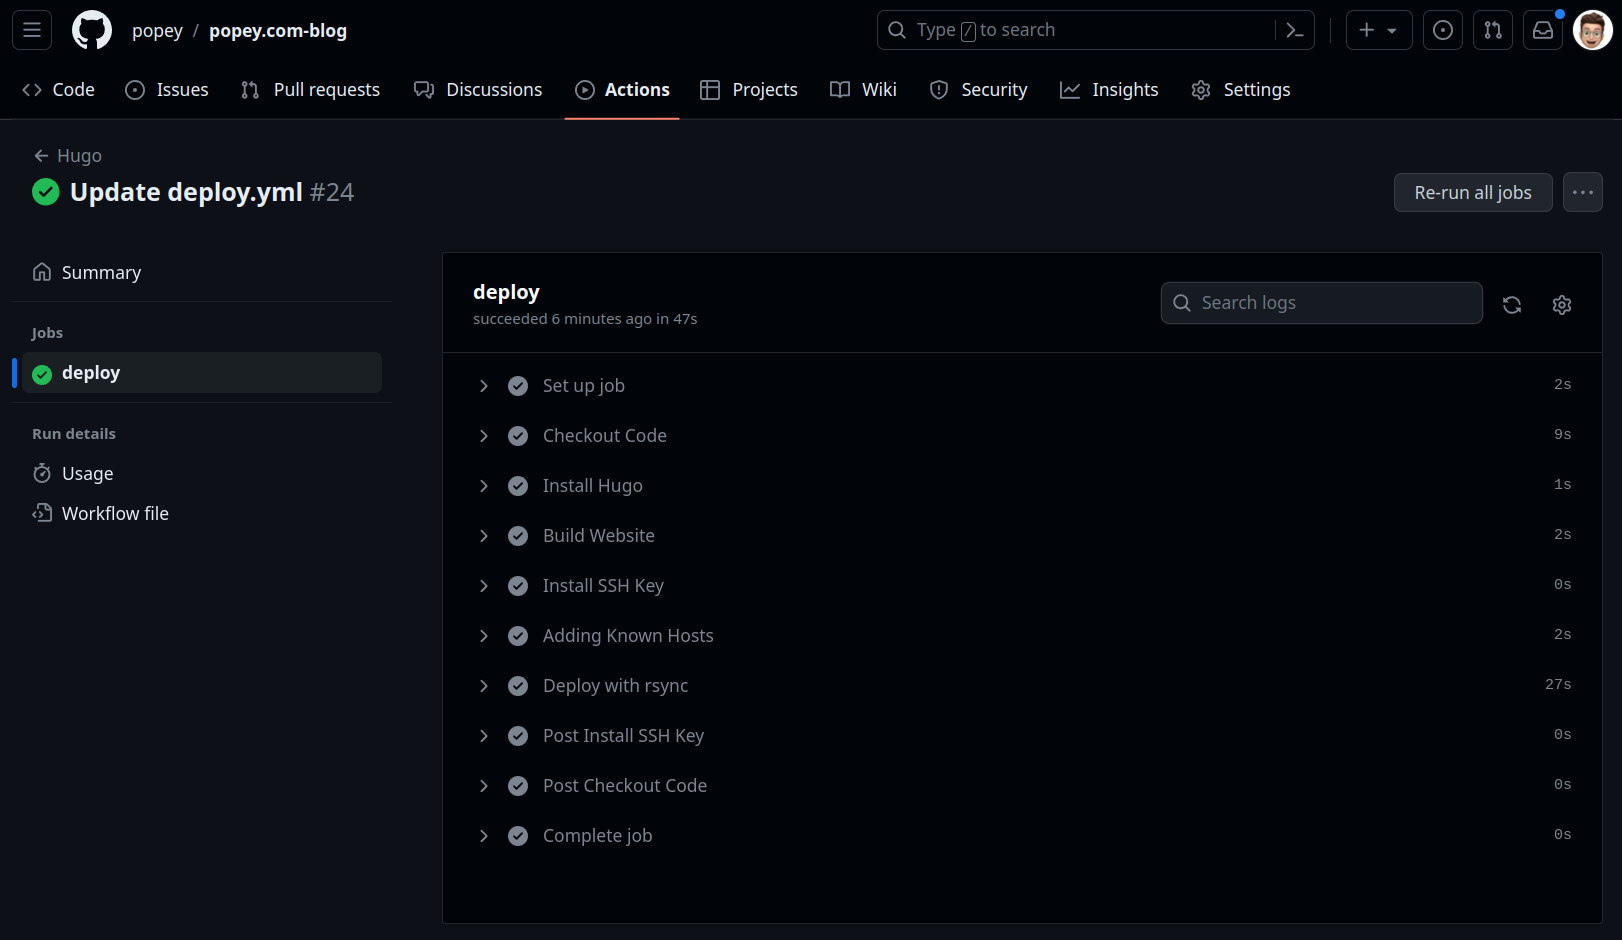 popey / popey.com-blog
Type / to search
Code Issues Pull requests Discussions Actions Projects Wiki Security Insights Settings
Hugo
Update deploy.yml #24
Re-run all jobs
Summary
Jobs
deploy
Run details
Usage
Workflow file
deploy
succeeded 6 minutes ago in 47s
Search logs
Set up job 2s
Checkout Code 9s
Install Hugo 1s
Build Website 2s
Install SSH Key 0s
Adding Known Hosts 2s
Deploy with rsync 27s
Post Install SSH Key 0s
Post Checkout Code 0s
Complete job 0s